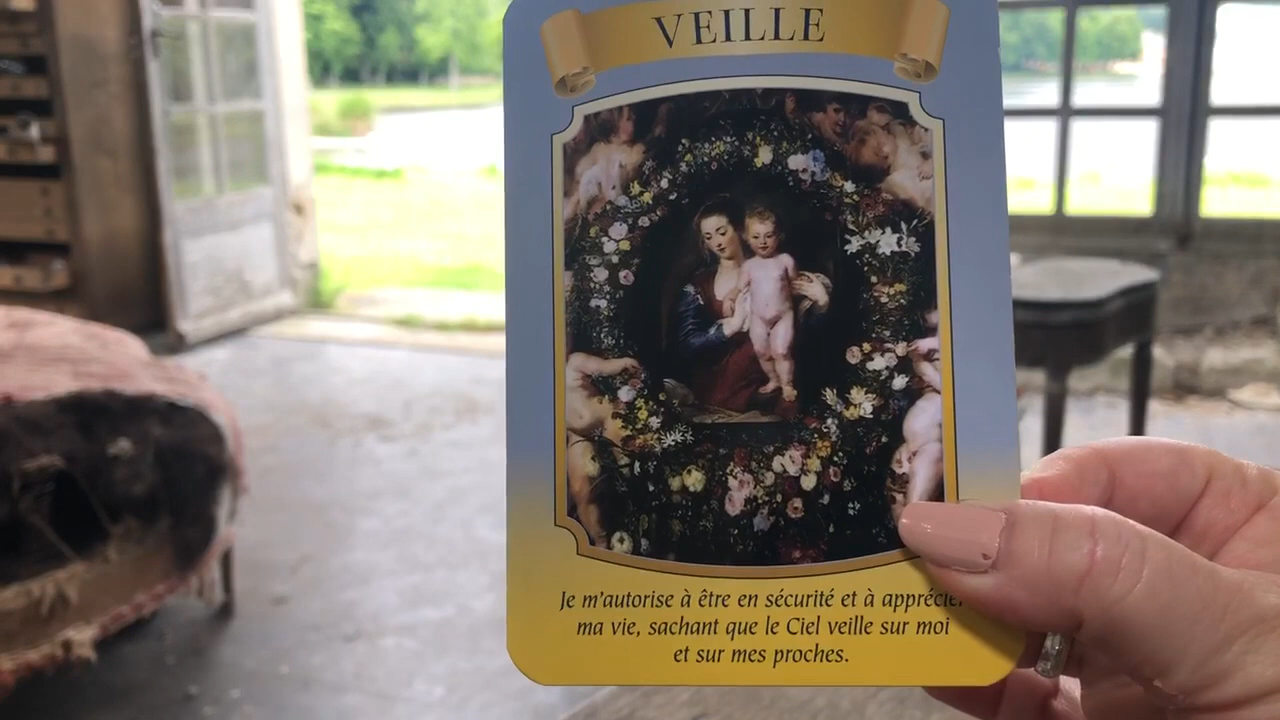 VEILLE
Je m'autorise à être en sécurité et à apprécier
ma vie, sachant que le Ciel veille sur moi
et sur mes proches.